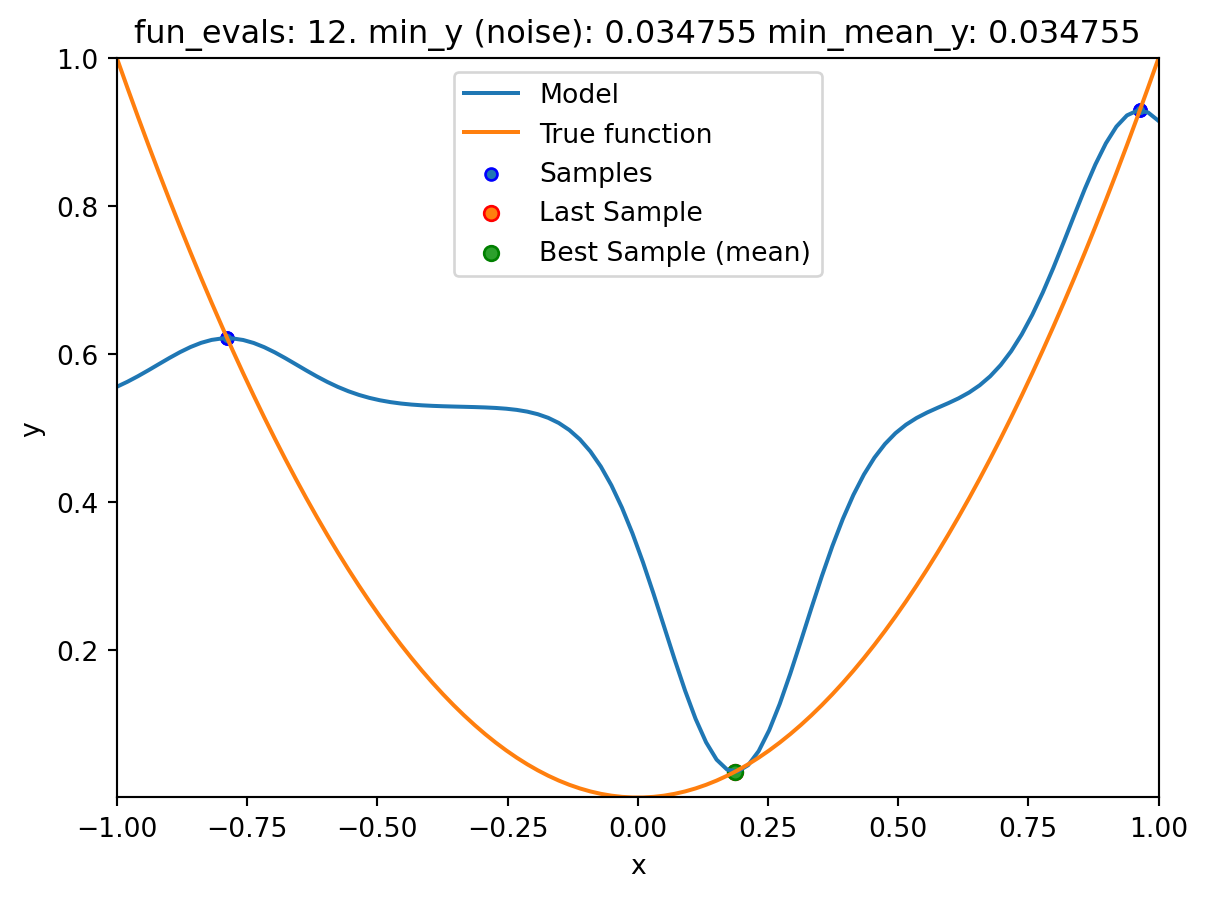 fun_evals: 12. min_y (noise): 0.034755 min_mean_y: 0.034755
Model
True function
Samples
Last Sample
Best Sample (mean)
1.0
0.8
0.6
0.4
0.2
y
−1.00 −0.75 −0.50 −0.25 0.00 0.25 0.50 0.75 1.00
x